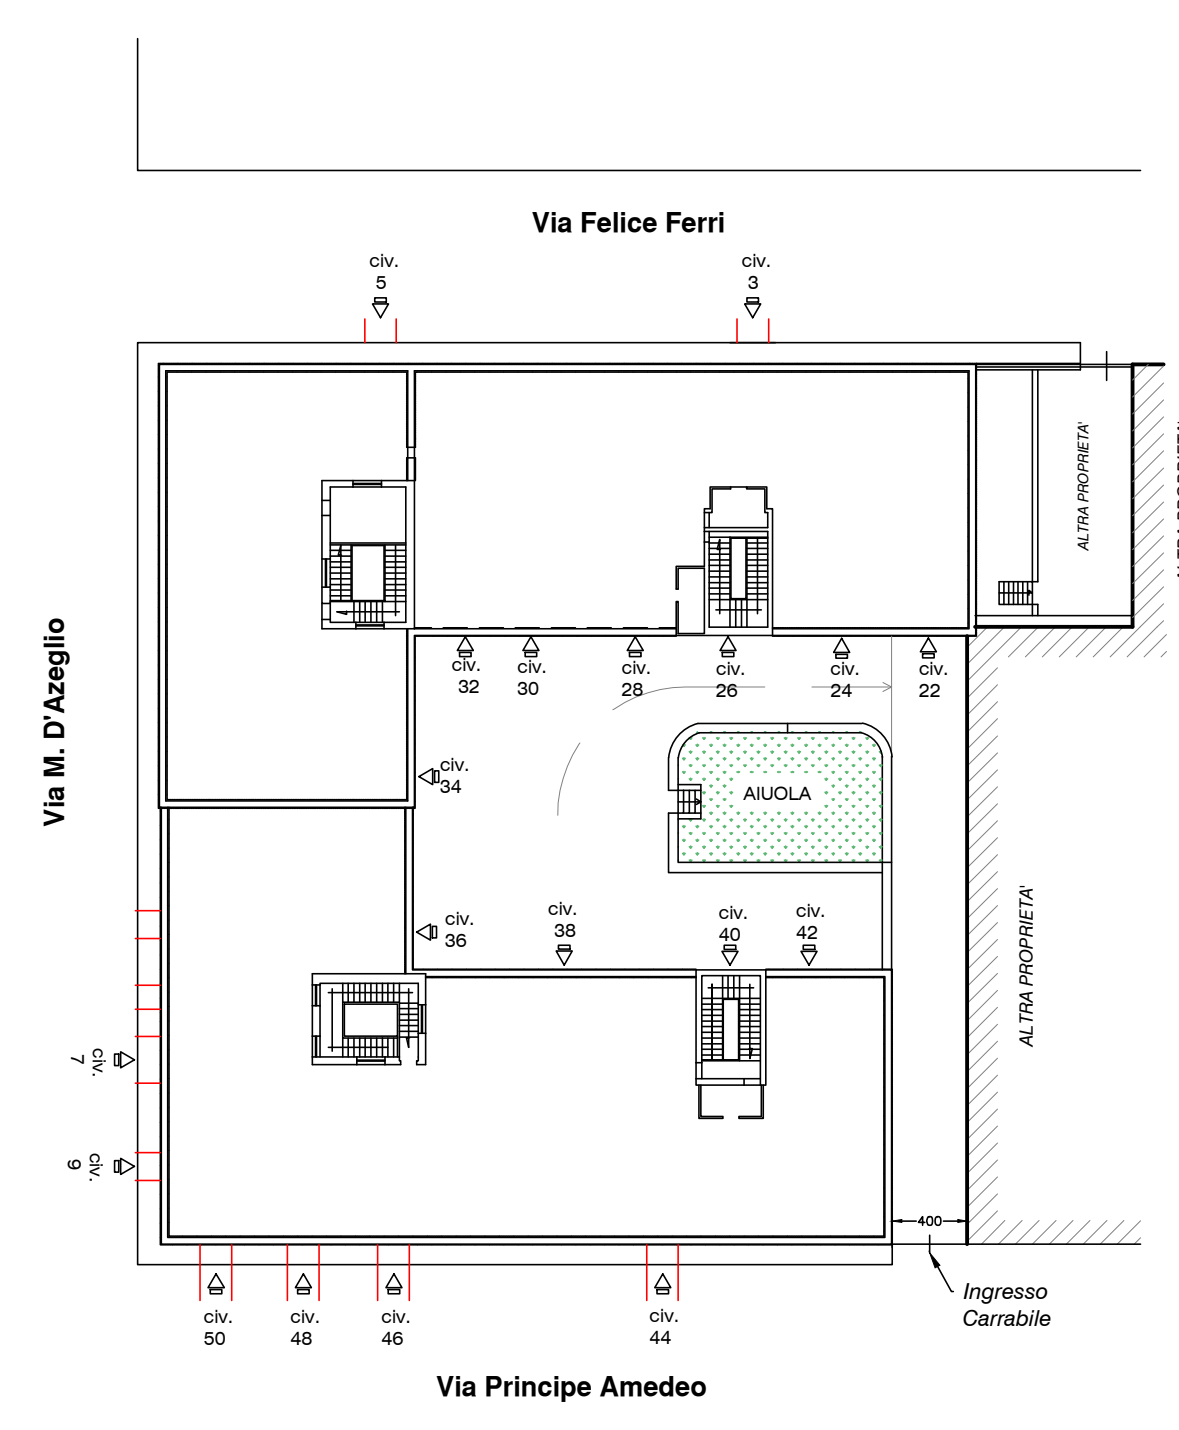 Via Felice Ferri
civ.
5
civ.
3
ALTRA PROPRIETA'
Via M. D'Azeglio
civ.
32
civ.
30
civ.
28
civ.
26
civ.
24
civ.
22
civ.
34
AIUOLA
civ.
36
civ.
38
civ.
40
civ.
42
ALTRA PROPRIETA'
civ.
7
civ.
9
400
Ingresso
Carrabile
civ.
50
civ.
48
civ.
46
civ.
44
Via Principe Amedeo